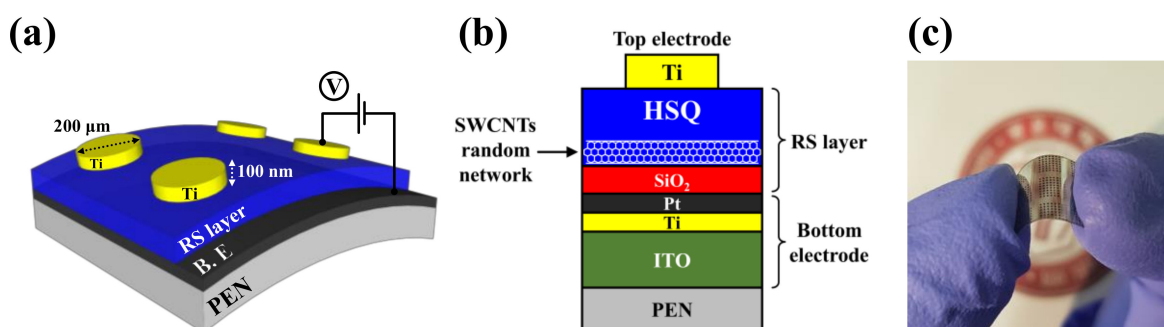 (a)
200 μm
Ti
Ti
100 nm
V
RS layer
B. E
PEN
(b)
Top electrode
Ti
HSQ
SWCNTs
random
network
RS layer
SiO₂
Pt
Ti
ITO
Bottom
electrode
PEN
(c)